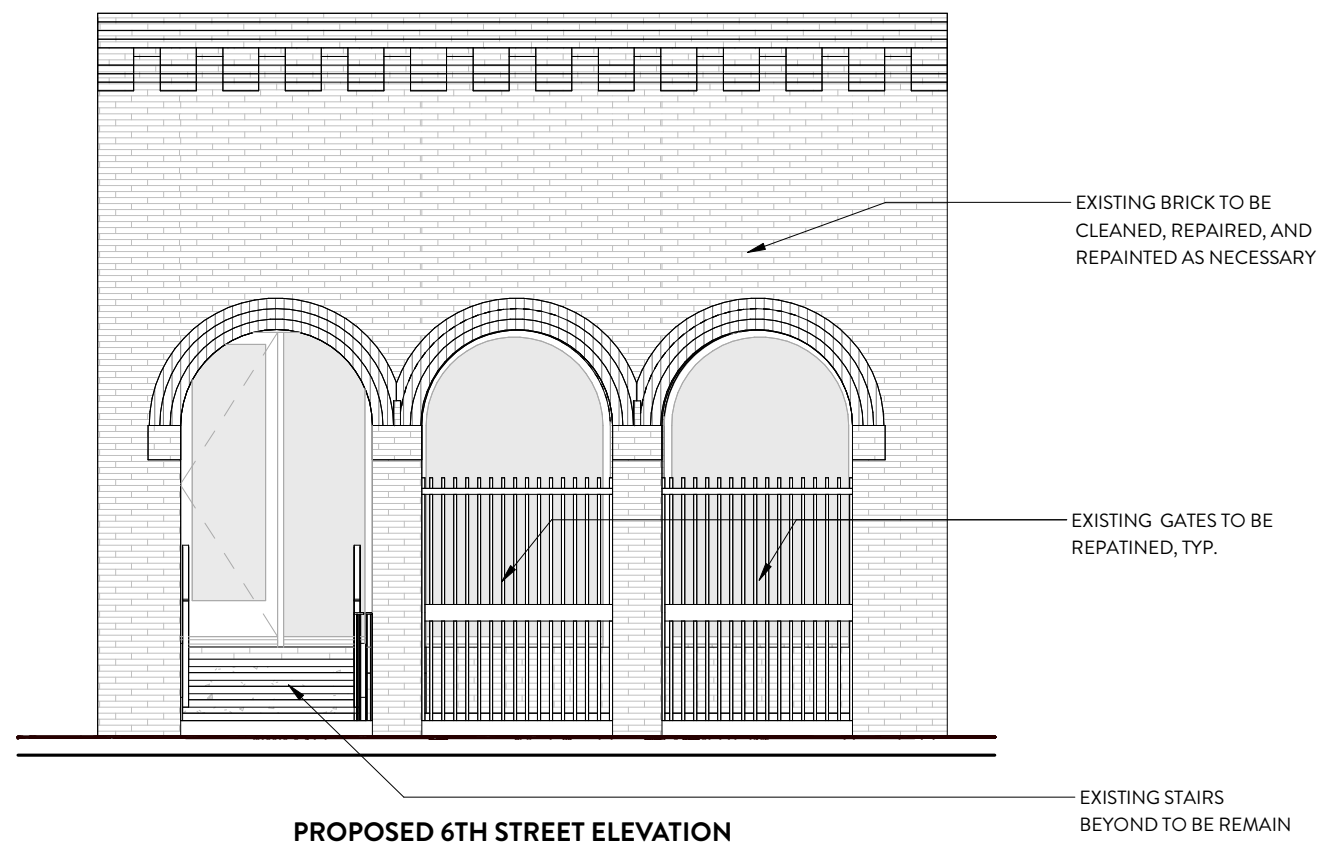 EXISTING BRICK TO BE
CLEANED, REPAIRED, AND
REPAINTED AS NECESSARY
EXISTING GATES TO BE
REPATINED, TYP.
EXISTING STAIRS
BEYOND TO BE REMAIN
PROPOSED 6TH STREET ELEVATION